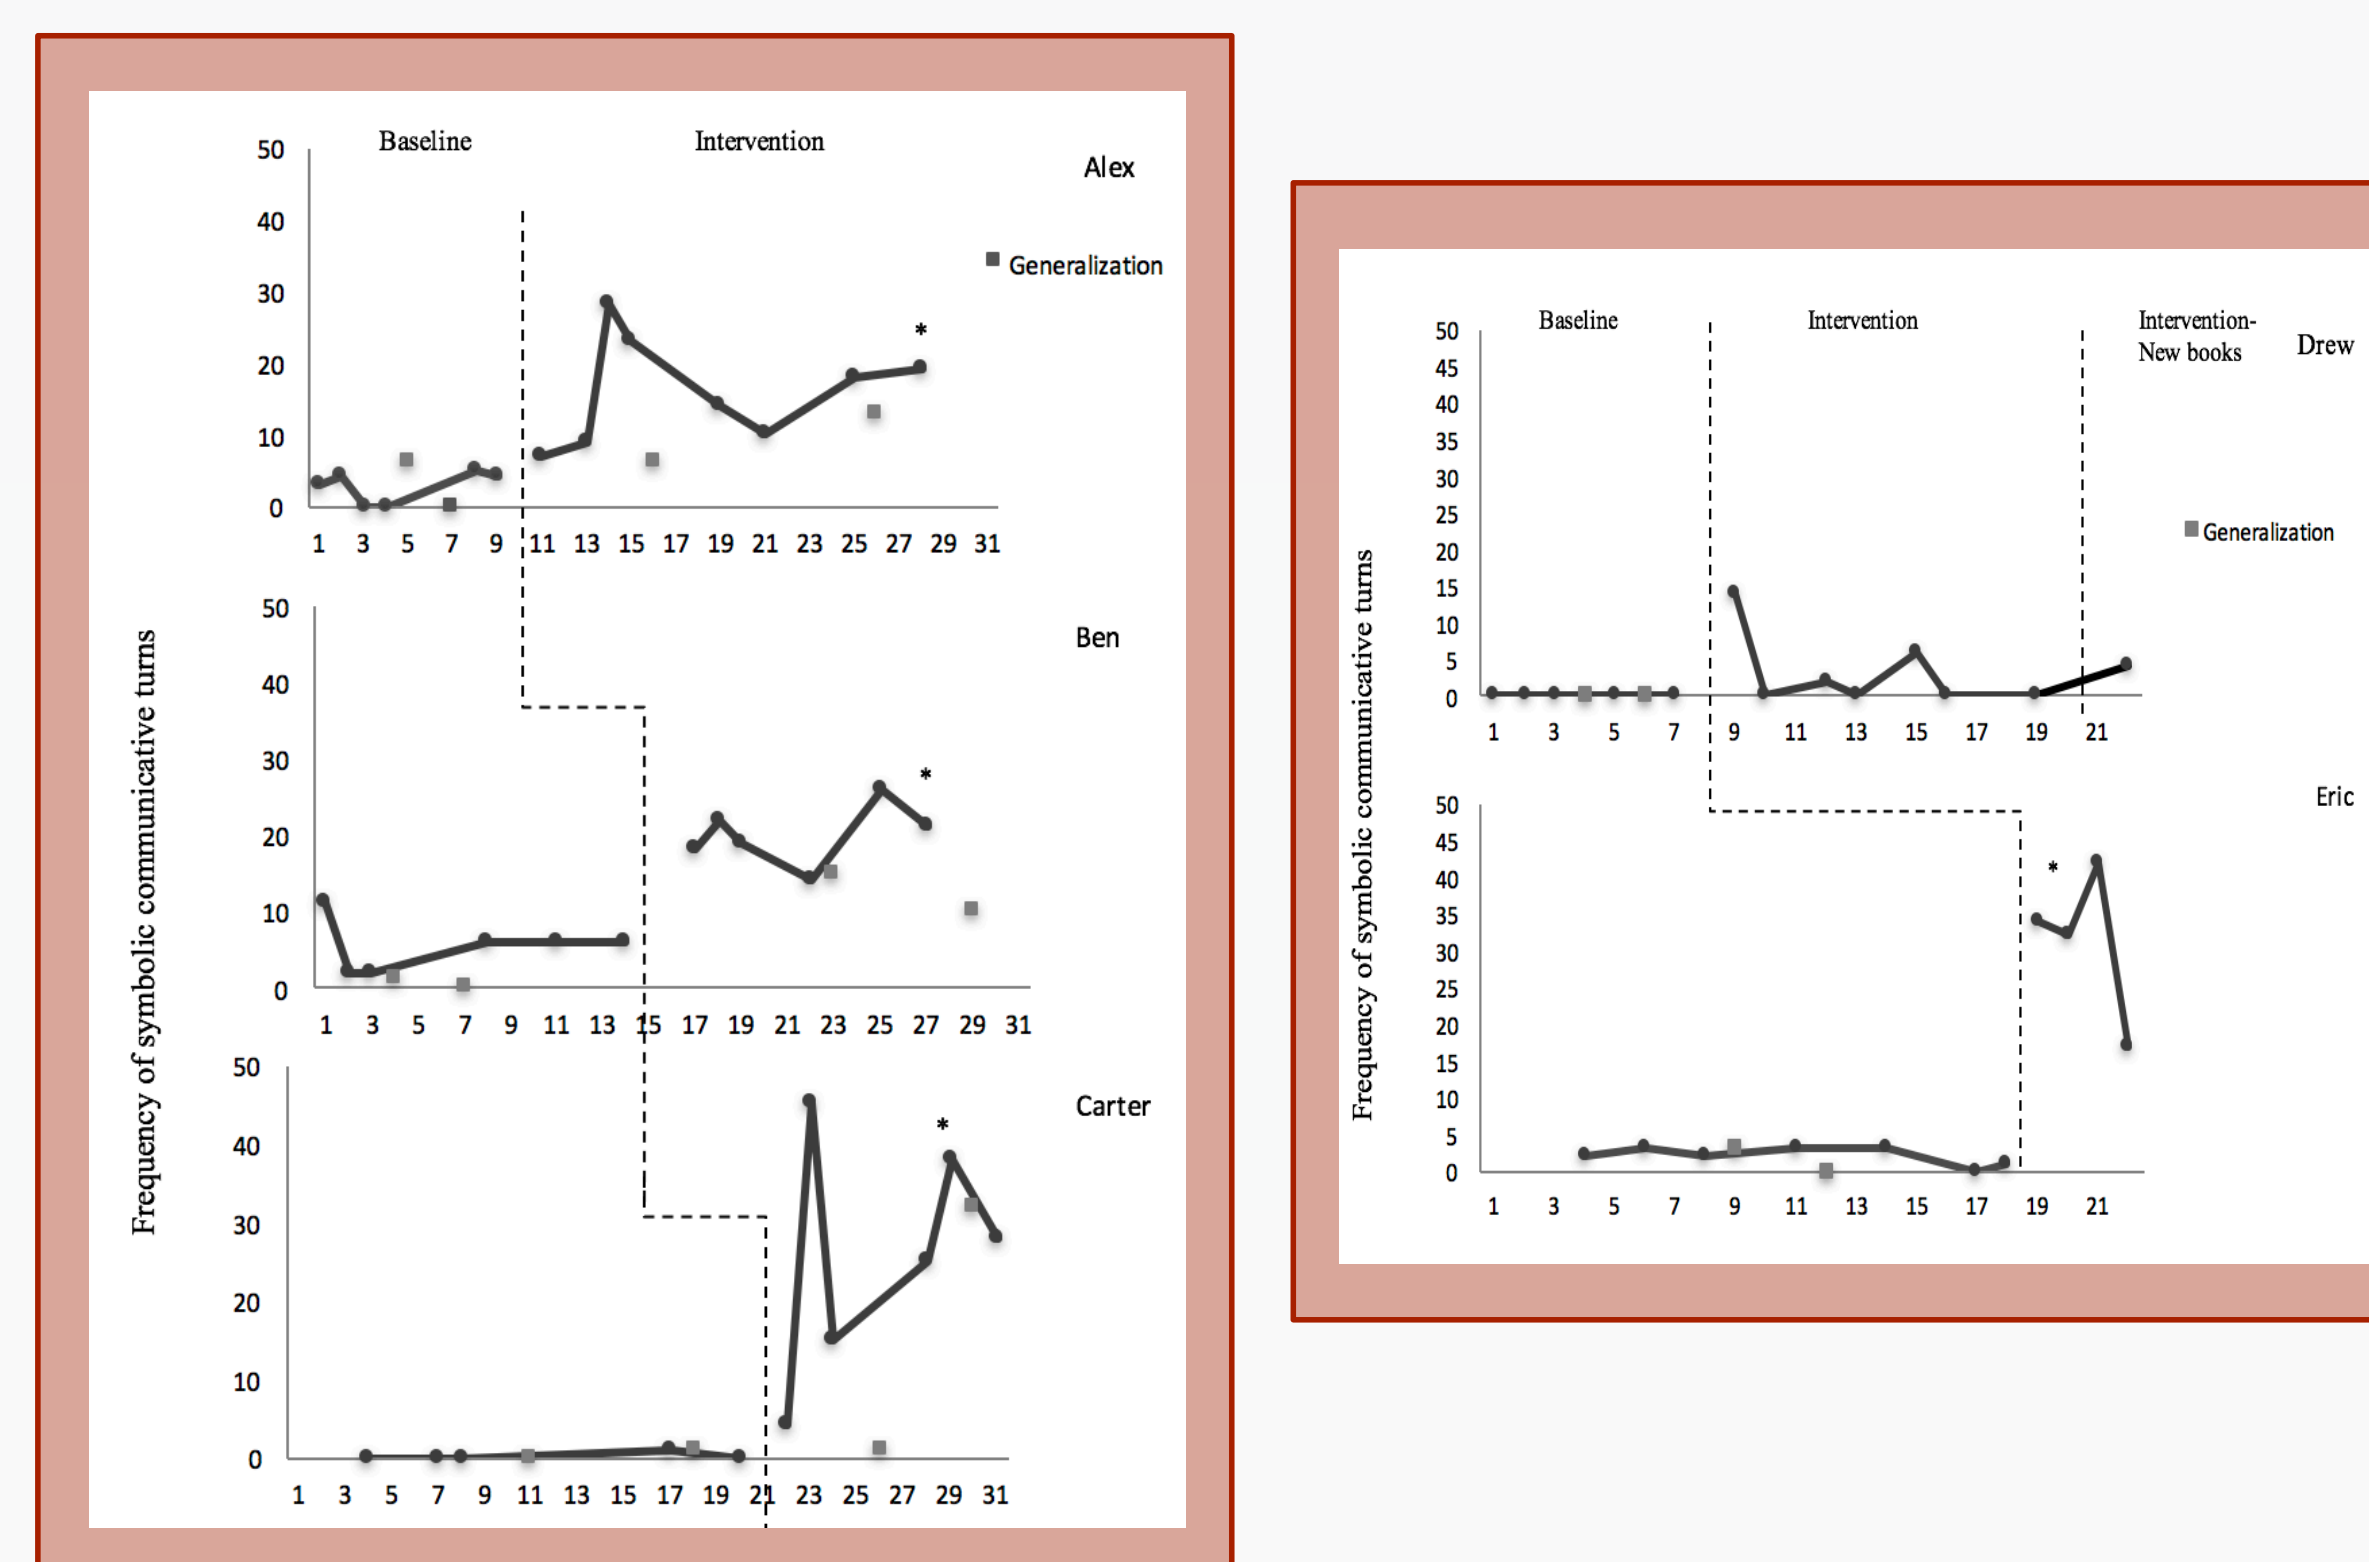 Baseline
Intervention
Alex
50
40
30
20
10
0
*
Generalization
1 3 5 7 9 11 13 15 17 19 21 23 25 27 29 31
Frequency of symbolic communicative turns
Ben
50
40
30
20
10
0
*
1 3 5 7 9 11 13 15 17 19 21 23 25 27 29 31
Carter
50
40
30
20
10
0
*
1 3 5 7 9 11 13 15 17 19 21 23 25 27 29 31
Baseline
Intervention
Intervention-
New books
Drew
50
45
40
35
30
25
20
15
10
5
0
Generalization
1 3 5 7 9 11 13 15 17 19 21
Frequency of symbolic communicative turns
Eric
50
45
40
35
30
25
20
15
10
5
0
*
1 3 5 7 9 11 13 15 17 19 21